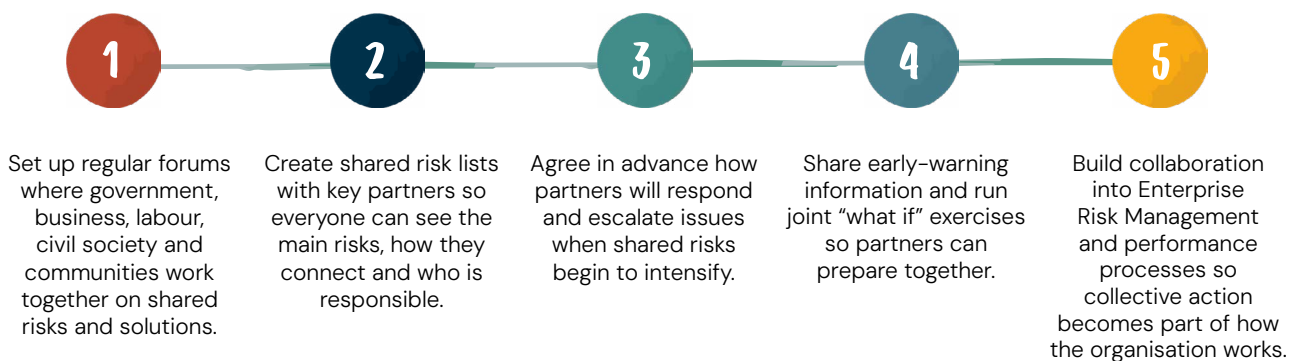 1
Set up regular forums
where government,
business, labour,
civil society and
communities work
together on shared
risks and solutions.
2
Create shared risk lists
with key partners so
everyone can see the
main risks, how they
connect and who is
responsible.
3
Agree in advance how
partners will respond
and escalate issues
when shared risks
begin to intensify.
4
Share early-warning
information and run
joint “what if” exercises
so partners can
prepare together.
5
Build collaboration
into Enterprise
Risk Management
and performance
processes so
collective action
becomes part of how
the organisation works.